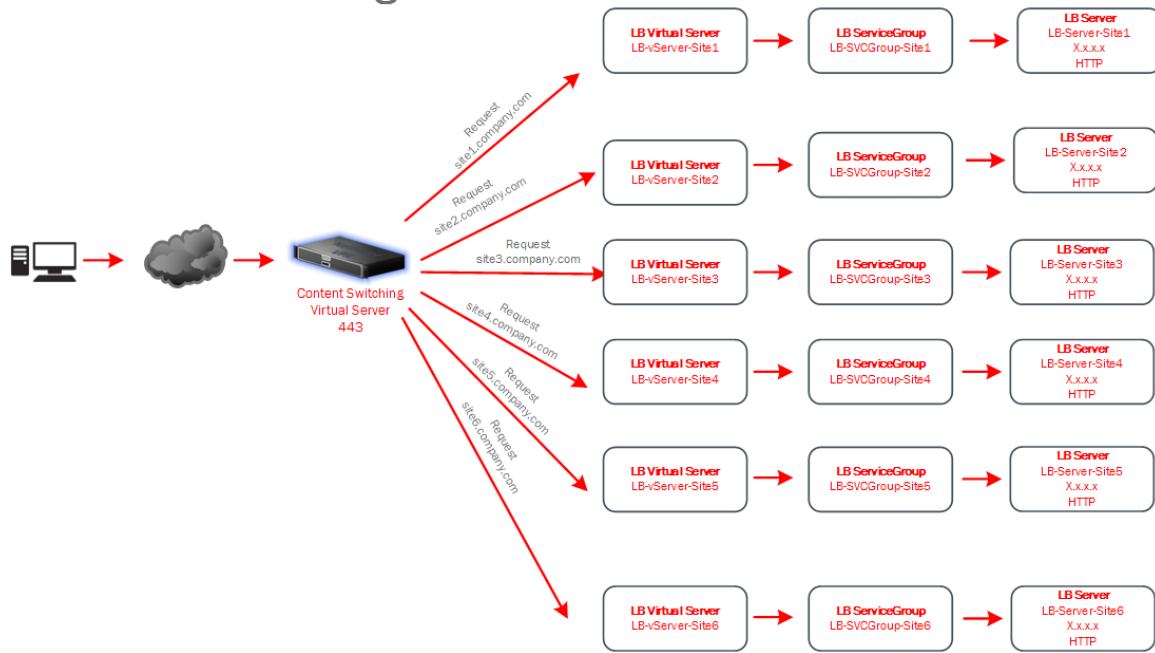 LB Virtual Server
LB-vServer-Site1
LB ServiceGroup
LB-SVCGroup-Site1
LB Server
LB-Server-Site1
X.x.x.x
HTTP
Request
site1.company.com
LB Virtual Server
LB-vServer-Site2
LB ServiceGroup
LB-SVCGroup-Site2
LB Server
LB-Server-Site2
X.x.x.x
HTTP
Request
site2.company.com
Request
site3.company.com
LB Virtual Server
LB-vServer-Site3
LB ServiceGroup
LB-SVCGroup-Site3
LB Server
LB-Server-Site3
X.x.x.x
HTTP
Content Switching
Virtual Server
443
Request
site4.company.com
LB Virtual Server
LB-vServer-Site4
LB ServiceGroup
LB-SVCGroup-Site4
LB Server
LB-Server-Site4
X.x.x.x
HTTP
Request
site5.company.com
LB Virtual Server
LB-vServer-Site5
LB ServiceGroup
LB-SVCGroup-Site5
LB Server
LB-Server-Site5
X.x.x.x
HTTP
Request
site6.company.com
LB Virtual Server
LB-vServer-Site6
LB ServiceGroup
LB-SVCGroup-Site6
LB Server
LB-Server-Site6
X.x.x.x
HTTP